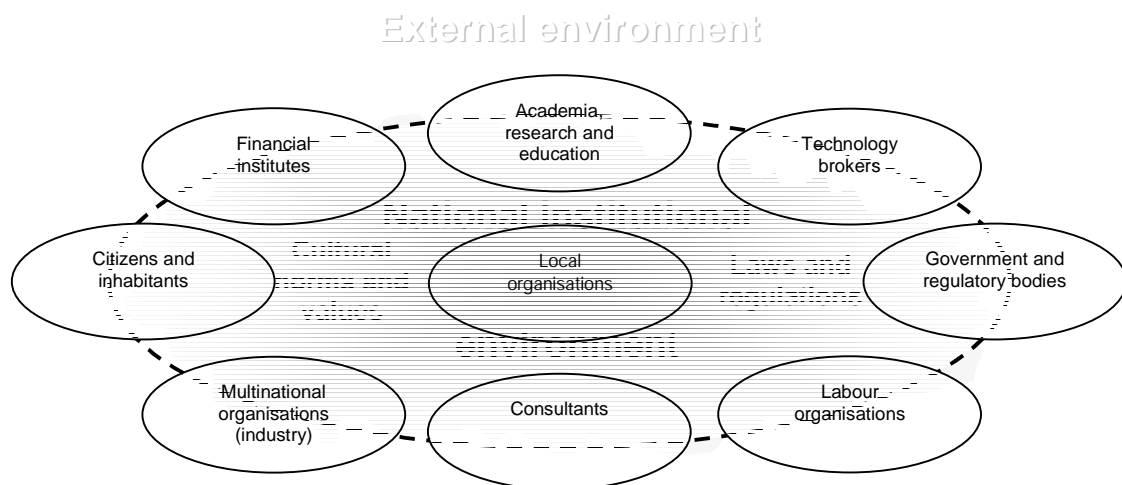 External environment
Academia,
research and
education
Financial
institutes
Technology
brokers
National institutional
Citizens and
inhabitants
Cultural
norms and
values
Local
organisations
Laws and
regulations
Government and
regulatory bodies
environment
Multinational
organisations
(industry)
Consultants
Labour
organisations